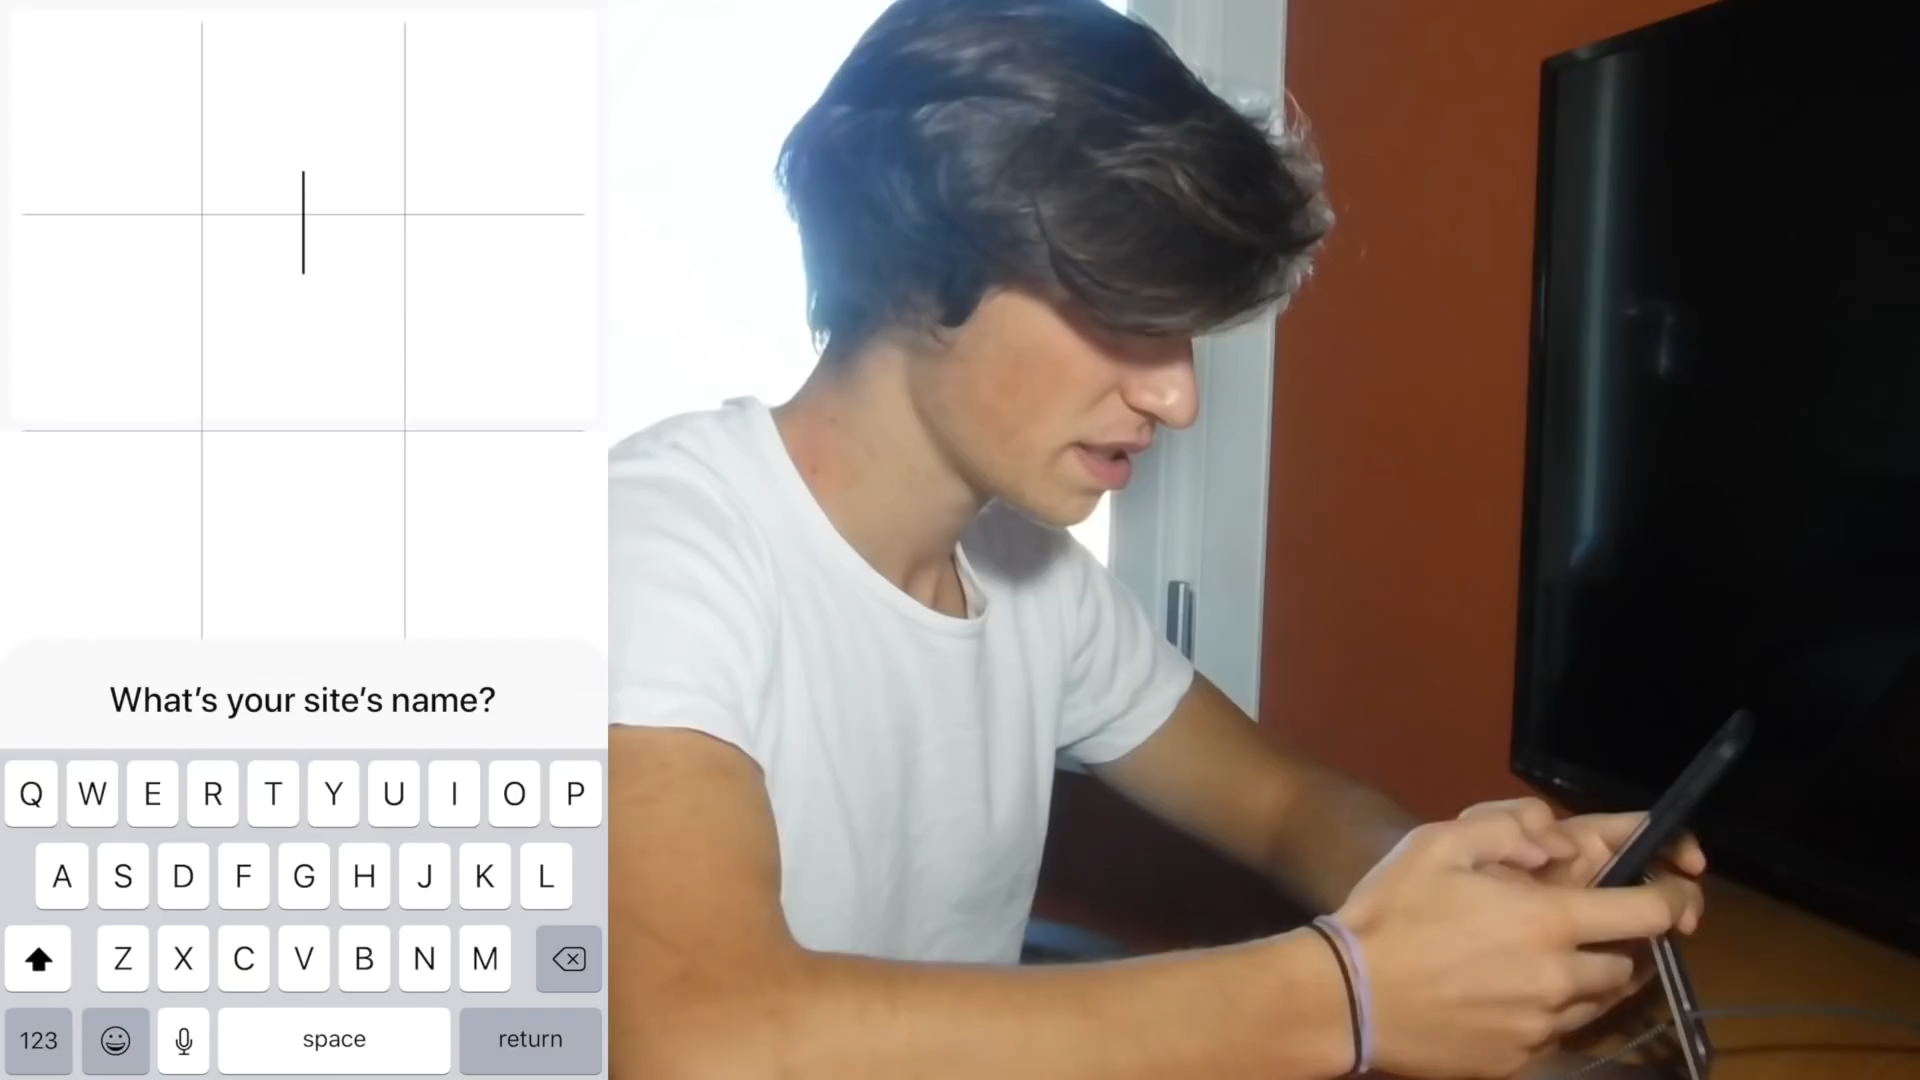 What's your site's name?
Q W E R T Y U I O P
A S D F G H J K L
Z X C V B N M
123 space return